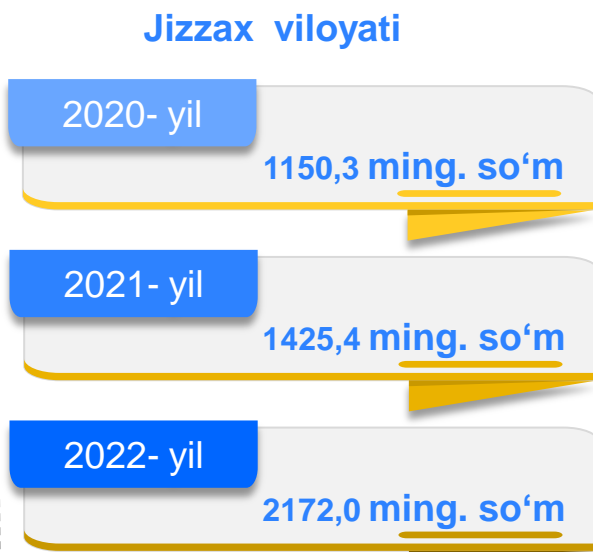 Jizzax viloyati
2020- yil
1150,3 ming. so‘m
2021- yil
1425,4 ming. so‘m
2022- yil
2172,0 ming. so‘m